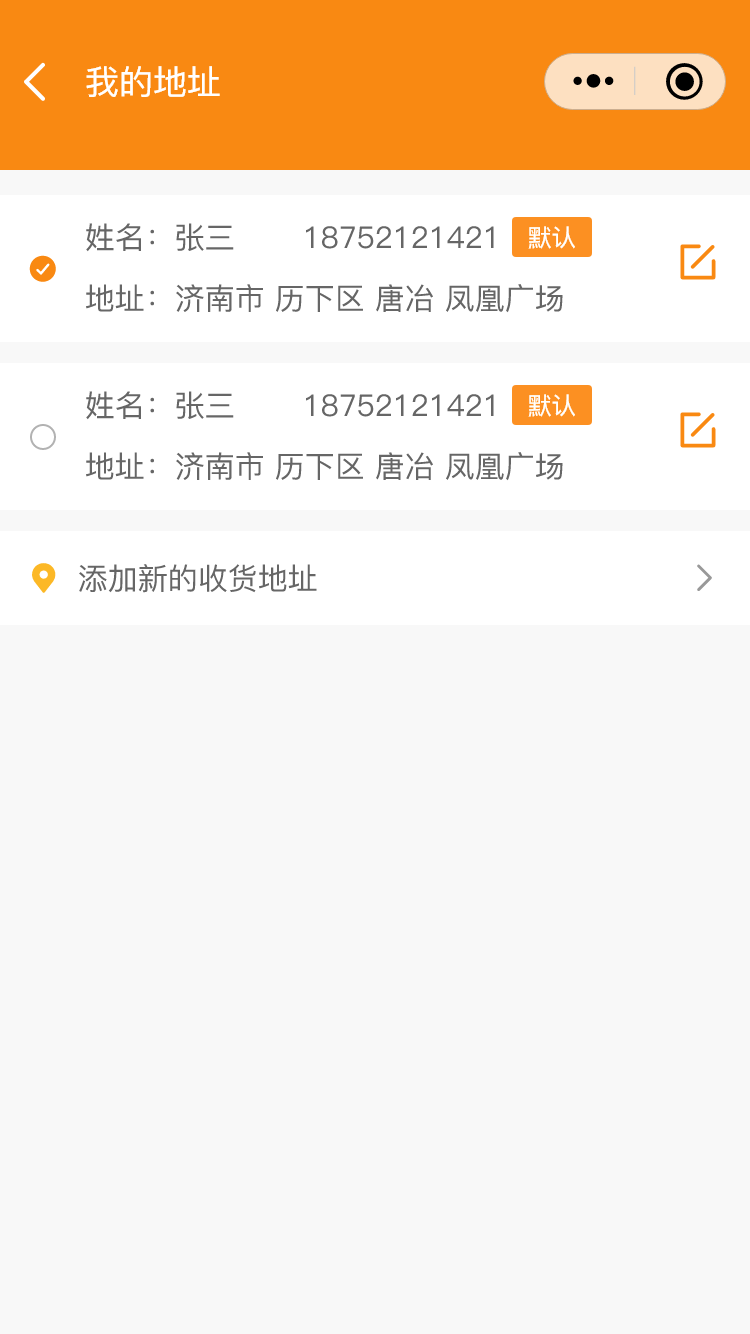 我的地址
姓名：张三 18752121421 默认
地址：济南市 历下区 唐冶 凤凰广场
姓名：张三 18752121421 默认
地址：济南市 历下区 唐冶 凤凰广场
添加新的收货地址